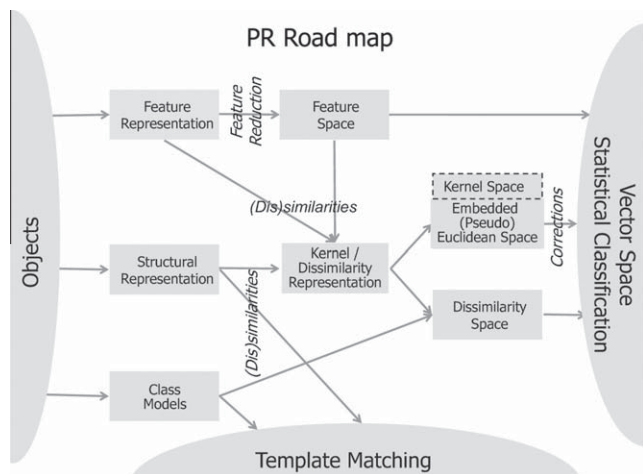 PR Road map
Objects
Feature
Representation
Feature
Reduction
Feature
Space
(Dis)similarities
Kernel Space
Embedded
(Pseudo)
Euclidean Space
Corrections
Structural
Representation
(Dis)similarities
Kernel /
Dissimilarity
Representation
Dissimilarity
Space
Class
Models
Template Matching
Vector Space
Statistical Classification